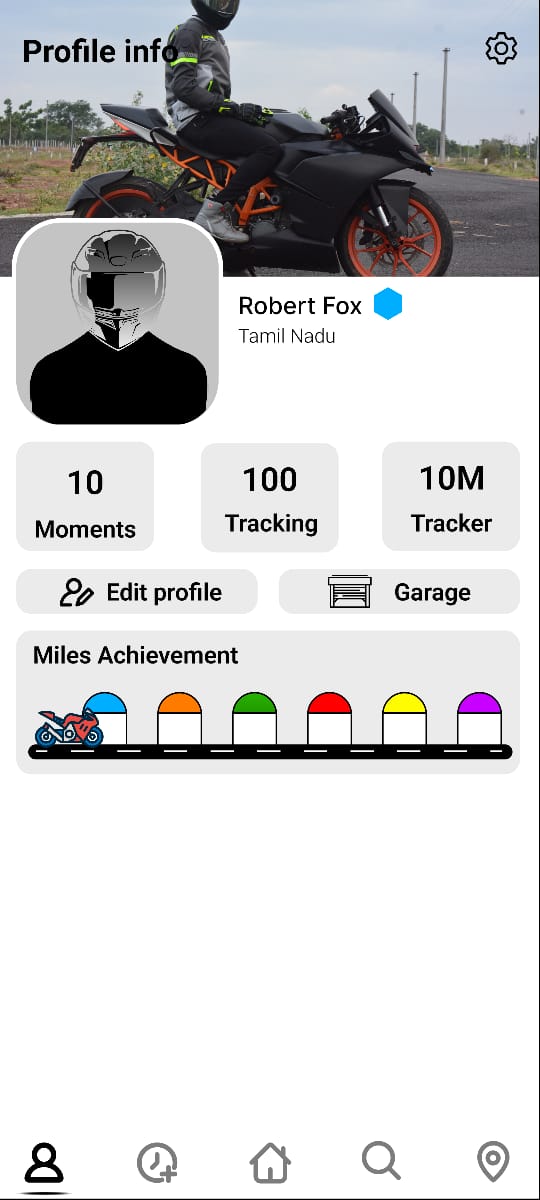 Profile info
Robert Fox
Tamil Nadu
10
Moments
100
Tracking
10M
Tracker
Edit profile
Garage
Miles Achievement